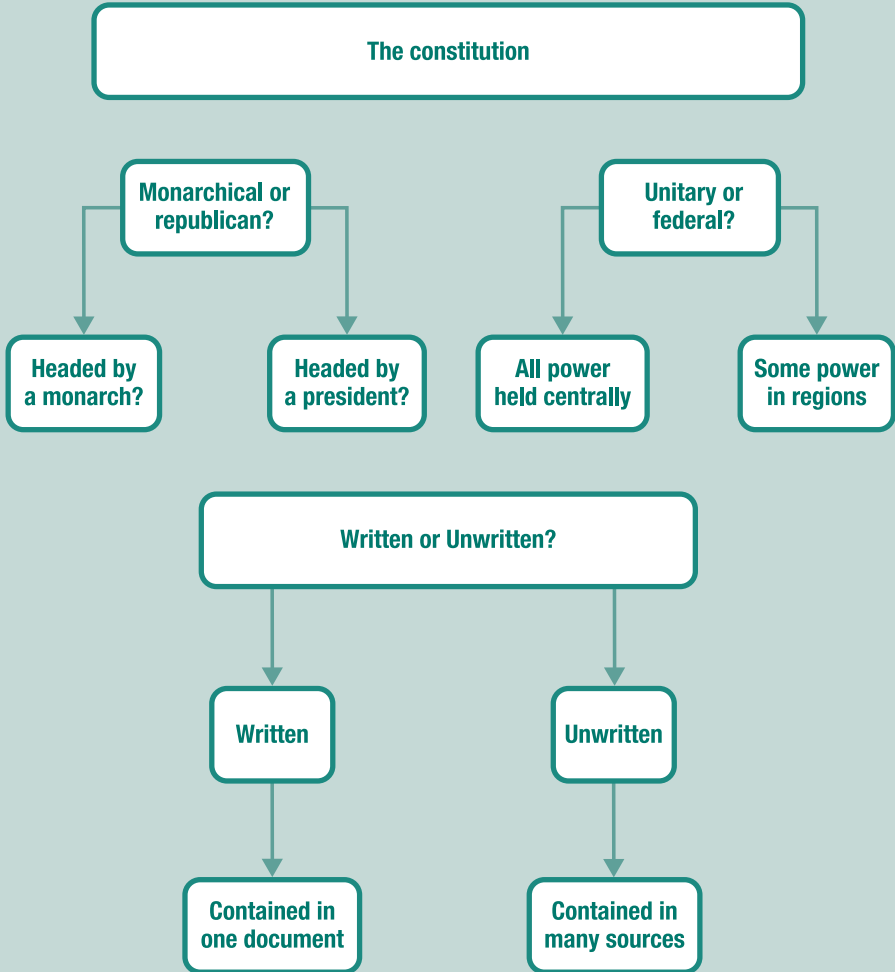 The constitution
Monarchical or
republican?
Unitary or
federal?
Headed by
a monarch?
Headed by
a president?
All power
held centrally
Some power
in regions
Written or Unwritten?
Written
Unwritten
Contained in
one document
Contained in
many sources